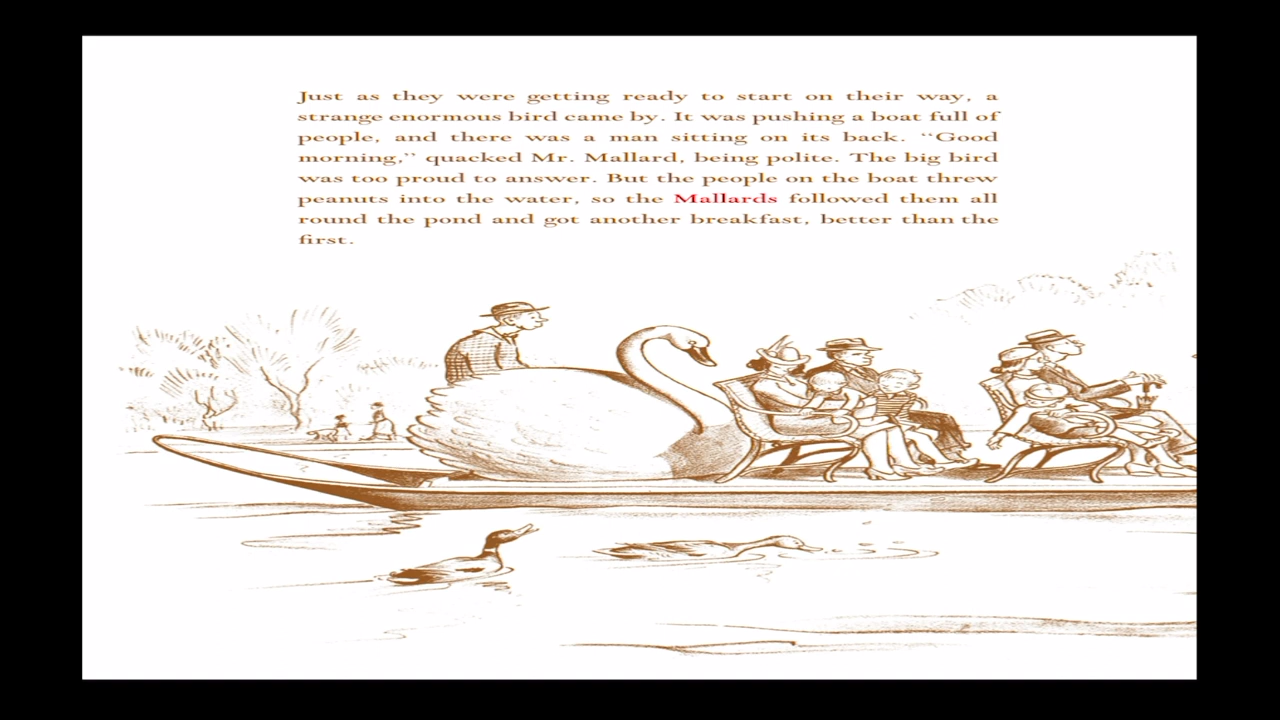 Just as they were getting ready to start on their way, a
strange enormous bird came by. It was pushing a boat full of
people, and there was a man sitting on its back. “Good
morning,” quacked Mr. Mallard, being polite. The big bird
was too proud to answer. But the people on the boat threw
peanuts into the water, so the Mallards followed them all
round the pond and got another breakfast, better than the
first.